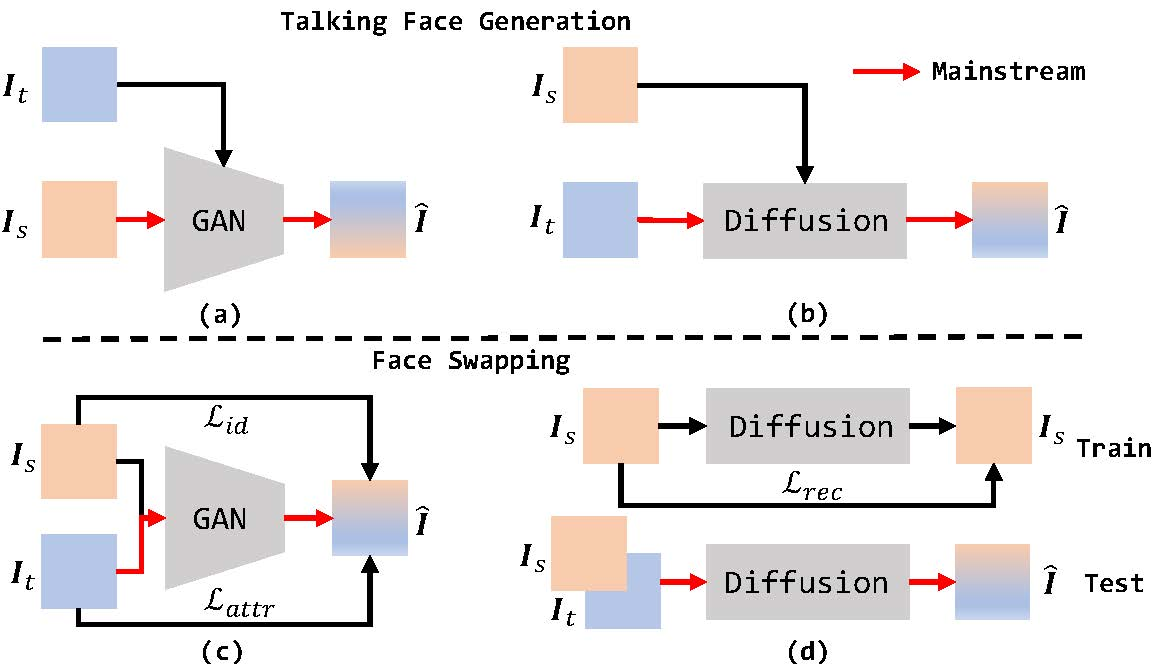 Talking Face Generation
I_t
I_s
GAN
Î
(a)
I_s
Mainstream
I_t
Diffusion
Î
(b)
Face Swapping
ℒ_id
I_s
GAN
Î
I_t
ℒ_attr
(c)
I_s
Diffusion
I_s
Train
ℒ_rec
I_s
I_t
Diffusion
Î
Test
(d)